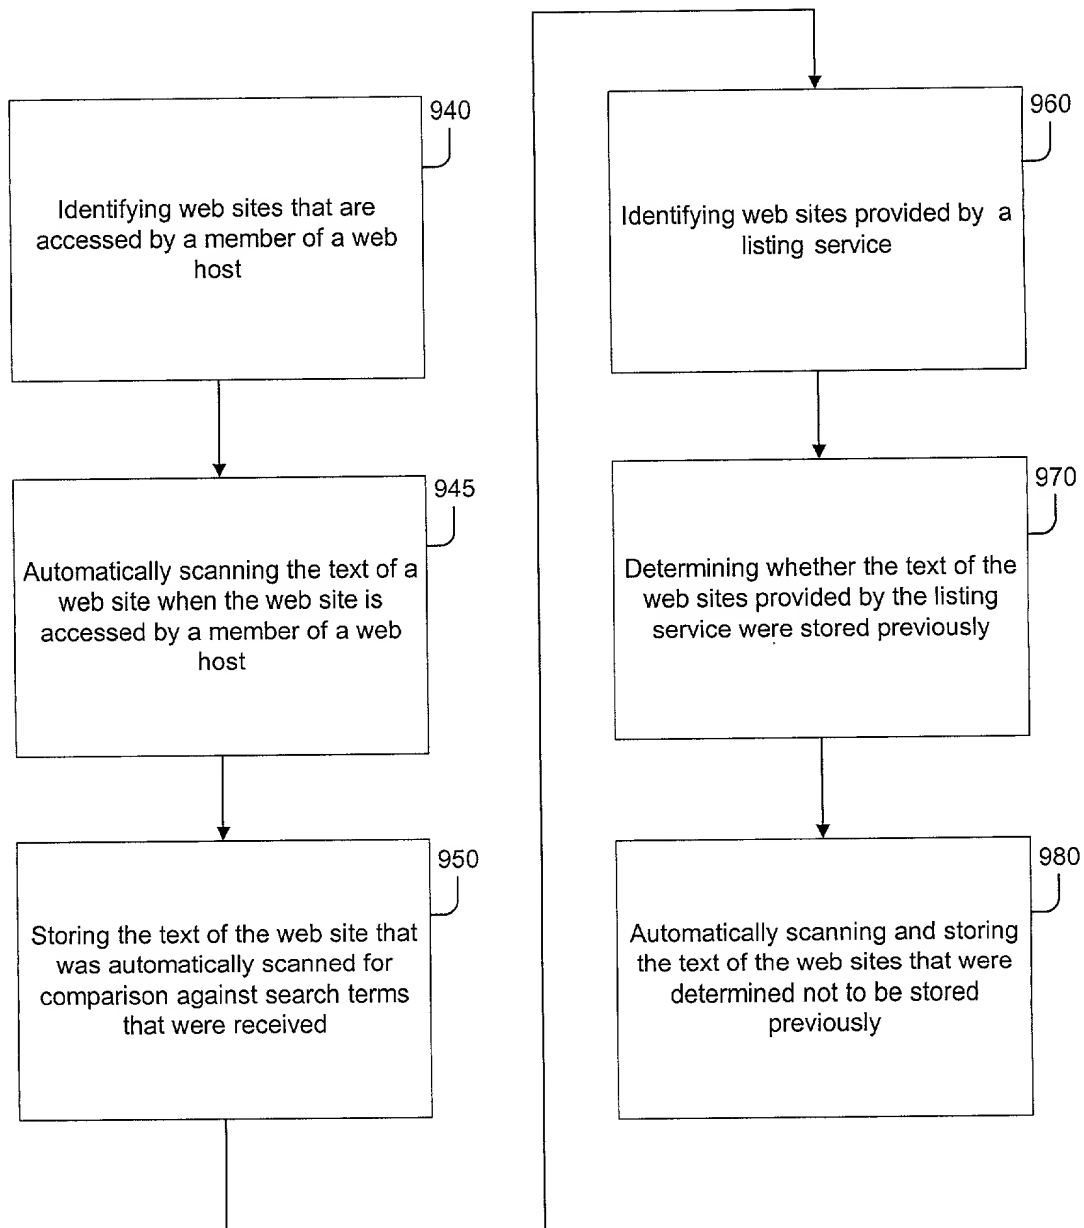 940
Identifying web sites that are
accessed by a member of a web
host
945
Automatically scanning the text of a
web site when the web site is
accessed by a member of a web
host
950
Storing the text of the web site that
was automatically scanned for
comparison against search terms
that were received
960
Identifying web sites provided by a
listing service
970
Determining whether the text of the
web sites provided by the listing
service were stored previously
980
Automatically scanning and storing
the text of the web sites that were
determined not to be stored
previously